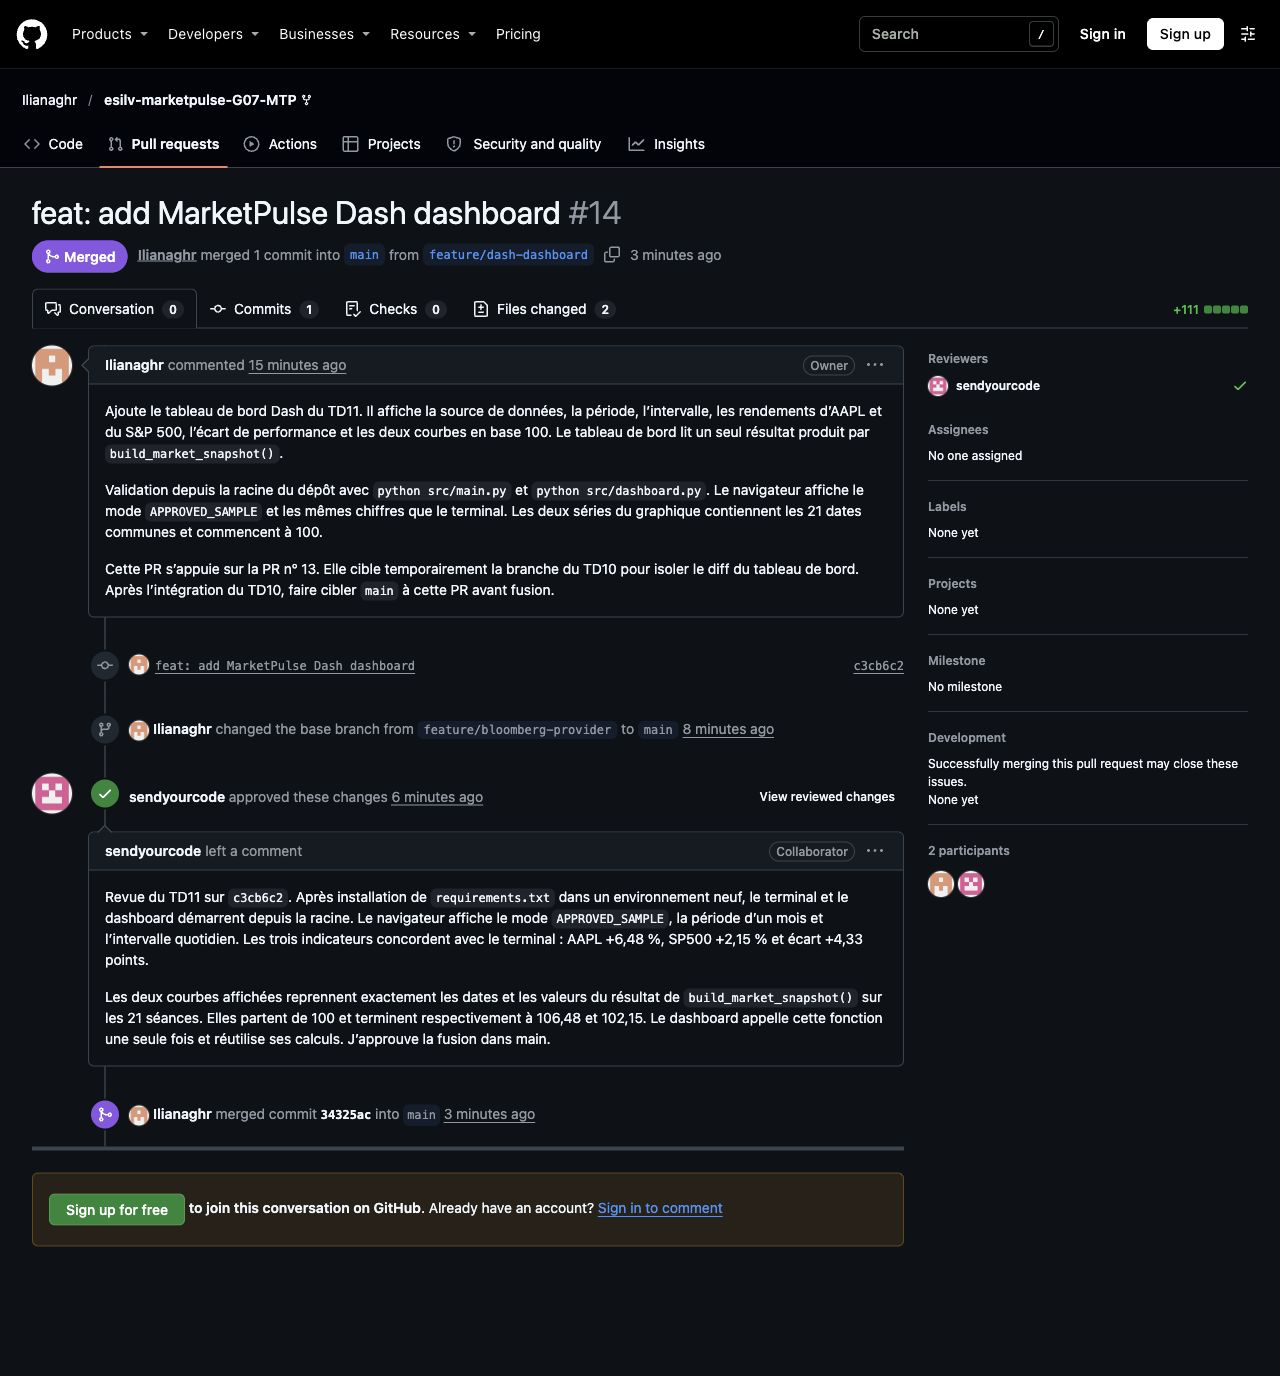 Products Developers Businesses Resources Pricing Search / Sign in Sign up
Ilianaghr / esilv-marketpulse-G07-MTP
Code Pull requests Actions Projects Security and quality Insights
feat: add MarketPulse Dash dashboard #14
Merged Ilianaghr merged 1 commit into main from feature/dash-dashboard 3 minutes ago
Conversation 0 Commits 1 Checks 0 Files changed 2 +111
Ilianaghr commented 15 minutes ago Owner
Ajoute le tableau de bord Dash du TD11. Il affiche la source de données, la période, l’intervalle, les rendements d’AAPL et
du S&P 500, l’écart de performance et les deux courbes en base 100. Le tableau de bord lit un seul résultat produit par
build_market_snapshot() .
Validation depuis la racine du dépôt avec python src/main.py et python src/dashboard.py . Le navigateur affiche le
mode APPROVED_SAMPLE et les mêmes chiffres que le terminal. Les deux séries du graphique contiennent les 21 dates
communes et commencent à 100.
Cette PR s’appuie sur la PR nº 13. Elle cible temporairement la branche du TD10 pour isoler le diff du tableau de bord.
Après l’intégration du TD10, faire cibler main à cette PR avant fusion.
feat: add MarketPulse Dash dashboard c3cb6c2
Ilianaghr changed the base branch from feature/bloomberg-provider to main 8 minutes ago
sendyourcode approved these changes 6 minutes ago View reviewed changes
sendyourcode left a comment Collaborator
Revue du TD11 sur c3cb6c2 . Après installation de requirements.txt dans un environnement neuf, le terminal et le
dashboard démarrent depuis la racine. Le navigateur affiche le mode APPROVED_SAMPLE , la période d’un mois et
l’intervalle quotidien. Les trois indicateurs concordent avec le terminal : AAPL +6,48 %, SP500 +2,15 % et écart +4,33
points.
Les deux courbes affichées reprennent exactement les dates et les valeurs du résultat de build_market_snapshot() sur
les 21 séances. Elles partent de 100 et terminent respectivement à 106,48 et 102,15. Le dashboard appelle cette fonction
une seule fois et réutilise ses calculs. J’approuve la fusion dans main.
Ilianaghr merged commit 34325ac into main 3 minutes ago
Sign up for free to join this conversation on GitHub. Already have an account? Sign in to comment
Reviewers
sendyourcode
Assignees
No one assigned
Labels
None yet
Projects
None yet
Milestone
No milestone
Development
Successfully merging this pull request may close these
issues.
None yet
2 participants